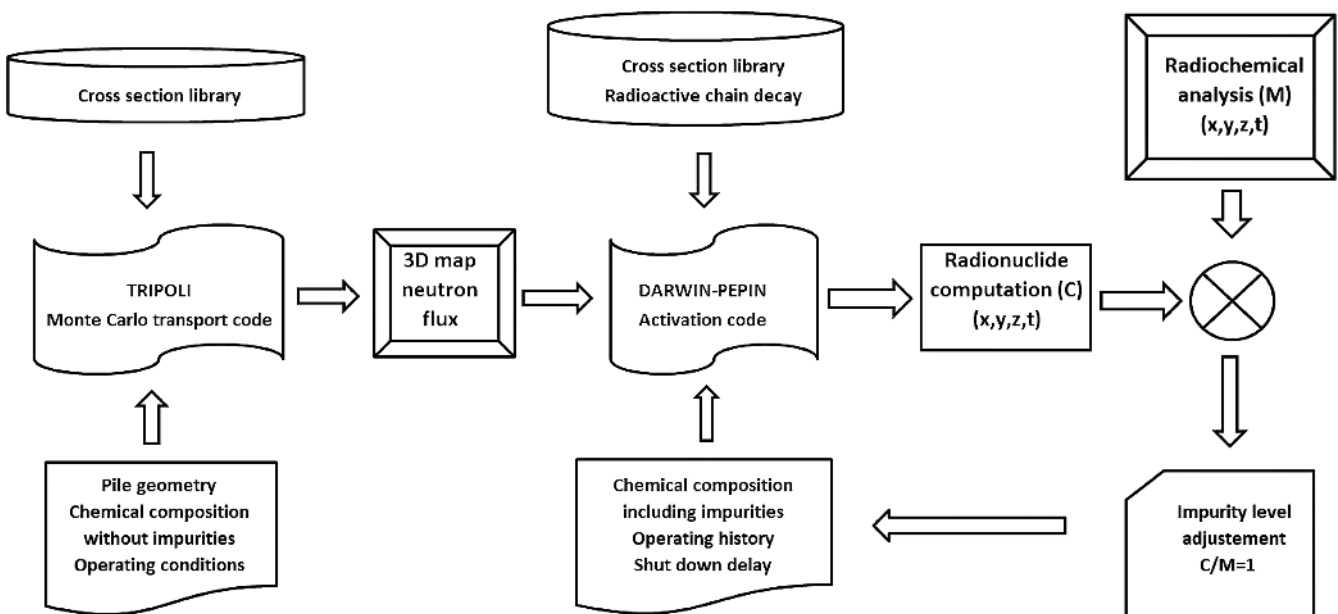 Cross section library
Cross section library
Radioactive chain decay
Radiochemical
analysis (M)
(x,y,z,t)
TRIPOLI
Monte Carlo transport code
3D map
neutron
flux
DARWIN-PEPIN
Activation code
Radionuclide
computation (C)
(x,y,z,t)
Pile geometry
Chemical composition
without impurities
Operating conditions
Chemical composition
including impurities
Operating history
Shut down delay
Impurity level
adjustement
C/M=1